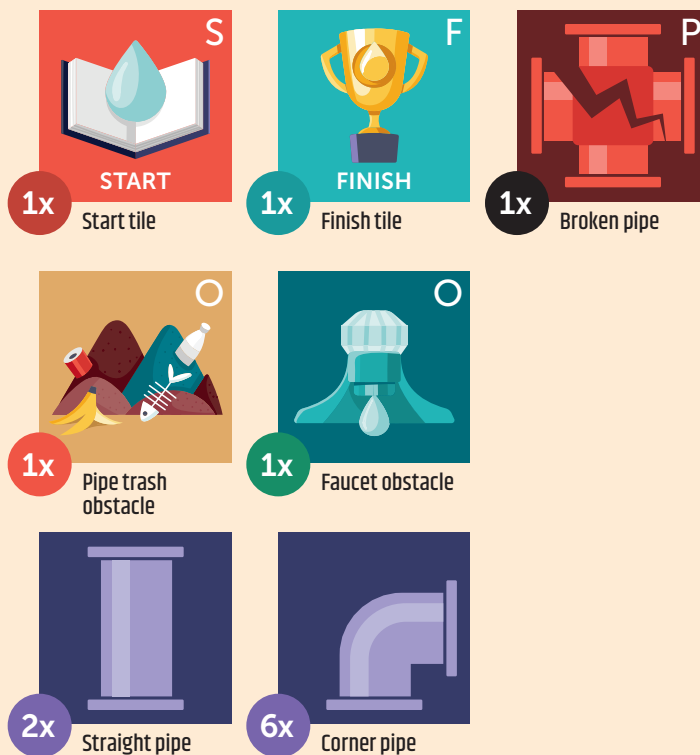 S
START
1x
Start tile
F
FINISH
1x
Finish tile
P
1x
Broken pipe
O
1x
Pipe trash
obstacle
O
1x
Faucet obstacle
2x
Straight pipe
6x
Corner pipe